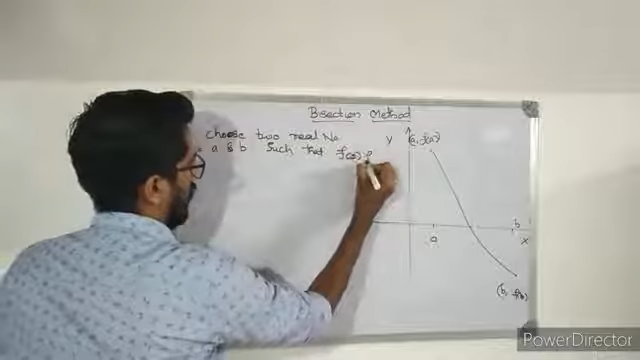 Bisection Method
Choose two real No
a & b such that f(a).f
Y
(a, f(a))
a
b
X
(b, f(b))
PowerDirector